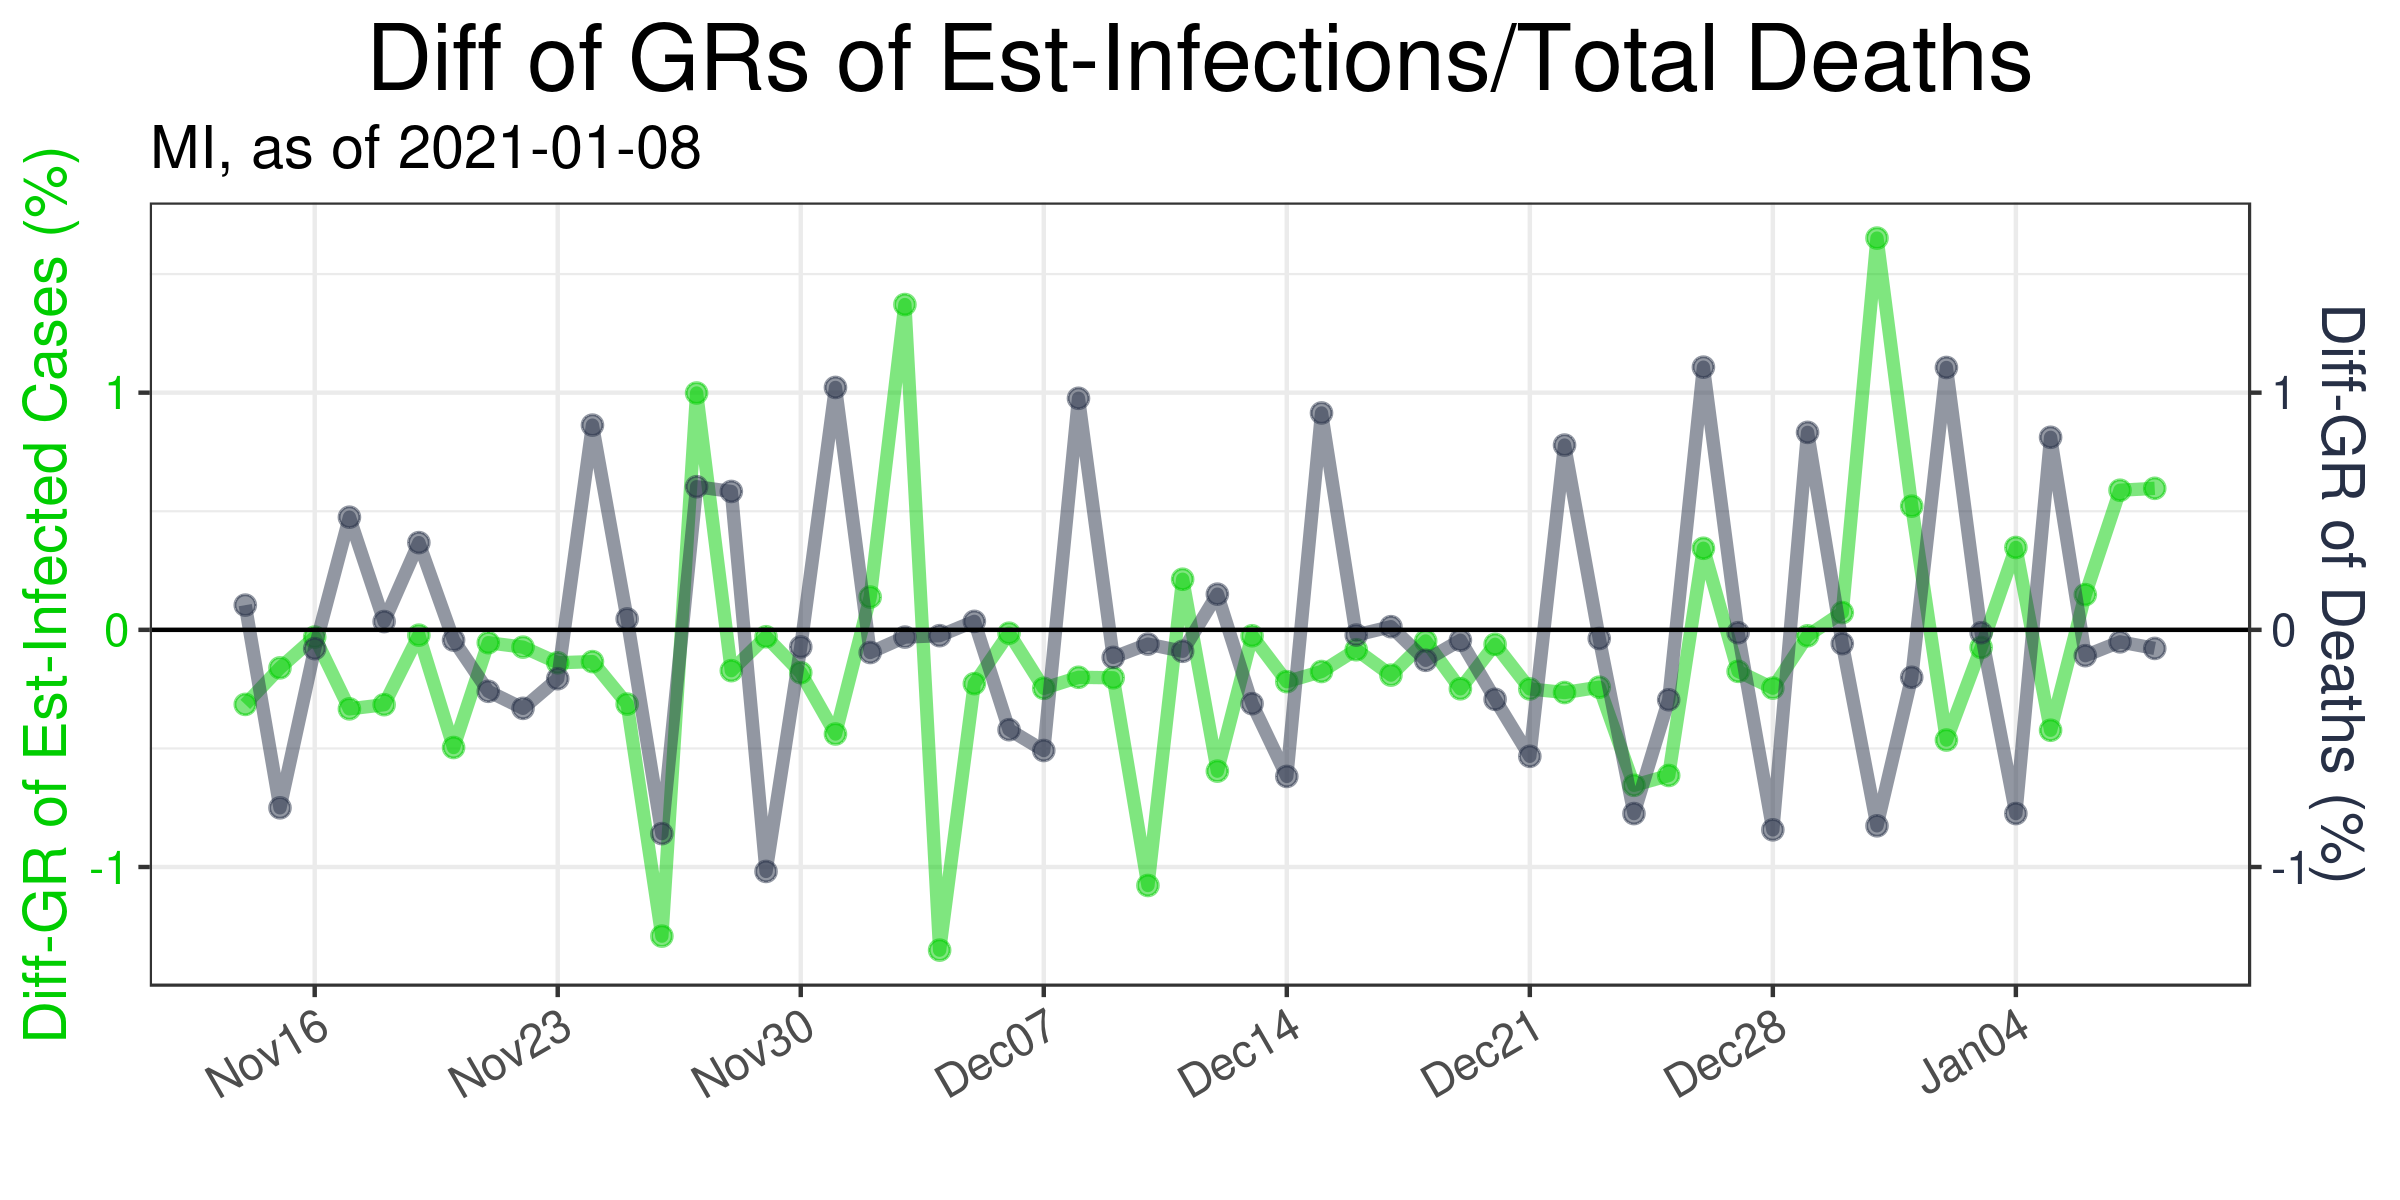 Diff of GRs of Est-Infections/Total Deaths
MI, as of 2021-01-08
Diff-GR of Est-Infected Cases (%)
1
0
-1
1
0
-1
Diff-GR of Deaths (%)
Nov16
Nov23
Nov30
Dec07
Dec14
Dec21
Dec28
Jan04